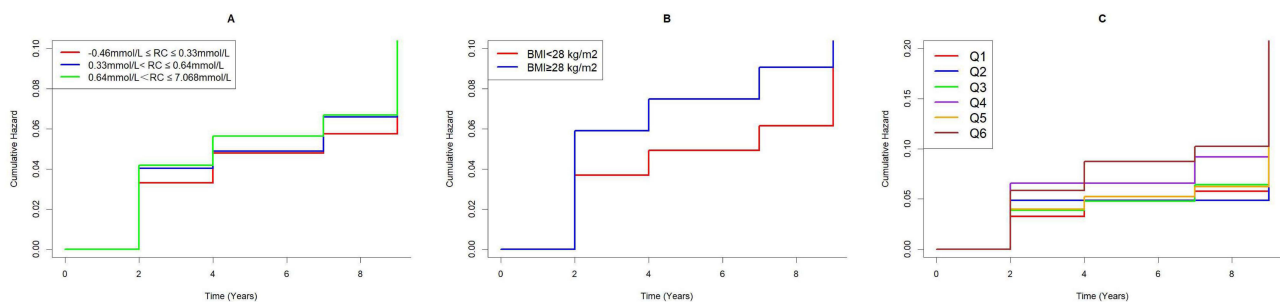 A
-0.46mmol/L ≤ RC ≤ 0.33mmol/L
0.33mmol/L< RC ≤ 0.64mmol/L
0.64mmol/L＜RC ≤ 7.068mmol/L
Cumulative Hazard
0.00
0.02
0.04
0.06
0.08
0.10
0
2
4
6
8
Time (Years)
B
BMI<28 kg/m2
BMI≥28 kg/m2
Cumulative Hazard
0.00
0.02
0.04
0.06
0.08
0.10
0
2
4
6
8
Time (Years)
C
Q1
Q2
Q3
Q4
Q5
Q6
Cumulative Hazard
0.00
0.05
0.10
0.15
0.20
0
2
4
6
8
Time (Years)